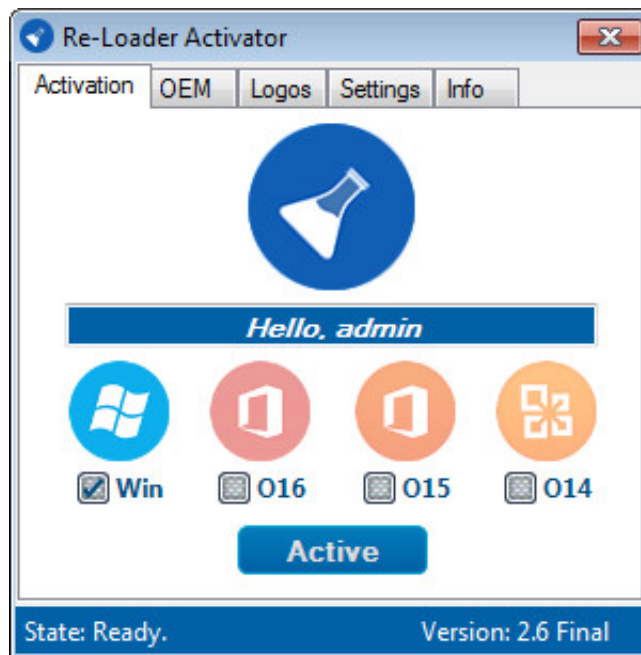 Re-Loader Activator
Activation OEM Logos Settings Info
Hello, admin
Win O16 O15 O14
Active
State: Ready. Version: 2.6 Final